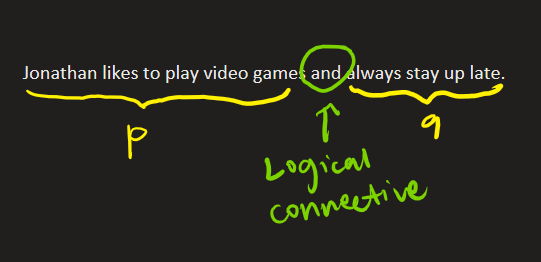 Jonathan likes to play video games and always stay up late.
p q
Logical
connective